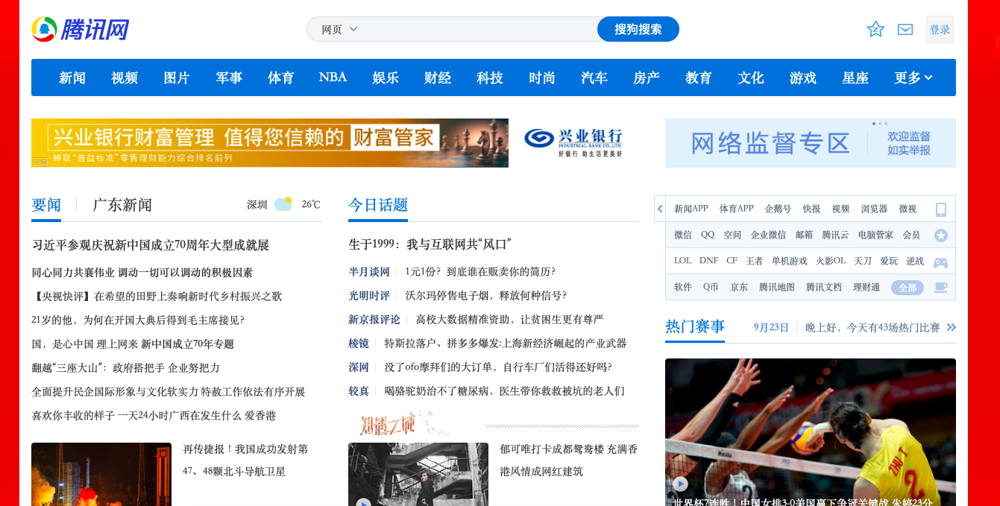 腾讯网
网页
搜狗搜索
登录
新闻 视频 图片 军事 体育 NBA 娱乐 财经 科技 时尚 汽车 房产 教育 文化 游戏 星座 更多
兴业银行财富管理 值得您信赖的 财富管家
蝉联“普益标准”零售理财能力综合排名前列
兴业银行
INDUSTRIAL BANK CO.,LTD.
好银行 助生活更美好
网络监督专区
欢迎监督
如实举报
要闻 广东新闻 深圳 26℃
习近平参观庆祝新中国成立70周年大型成就展
同心同力共襄伟业 调动一切可以调动的积极因素
【央视快评】在希望的田野上奏响新时代乡村振兴之歌
21岁的他，为何在开国大典后得到毛主席接见？
国，是心中国 理上网来 新中国成立70年专题
翻越“三座大山”：政府搭把手 企业努把力
全面提升民企国际形象与文化软实力 特赦工作依法有序开展
喜欢你丰收的样子 一天24小时广西在发生什么 爱香港
再传捷报！我国成功发射第
47、48颗北斗导航卫星
今日话题
生于1999：我与互联网共“风口”
半月谈网 1元1份？到底谁在贩卖你的简历？
光明时评 沃尔玛停售电子烟，释放何种信号？
新京报评论 高校大数据精准资助，让贫困生更有尊严
棱镜 特斯拉落户、拼多多爆发:上海新经济崛起的产业武器
深网 没了ofo摩拜们的大订单，自行车厂们活得还好吗？
较真 喝骆驼奶治不了糖尿病，医生带你救救被坑的老人们
郁可唯打卡成都鸳鸯楼 充满香
港风情成网红建筑
新闻APP 体育APP 企鹅号 快报 视频 浏览器 微视
微信 QQ 空间 企业微信 邮箱 腾讯云 电脑管家 会员
LOL DNF CF 王者 单机游戏 火影OL 天刀 爱玩 逆战
软件 Q币 京东 腾讯地图 腾讯文档 理财通 全部
热门赛事 9月23日 晚上好，今天有43场热门比赛
MIKASA
ZHU T
2
世界杯7连胜！中国女排3-0美国赢下争冠关键战 朱婷23分